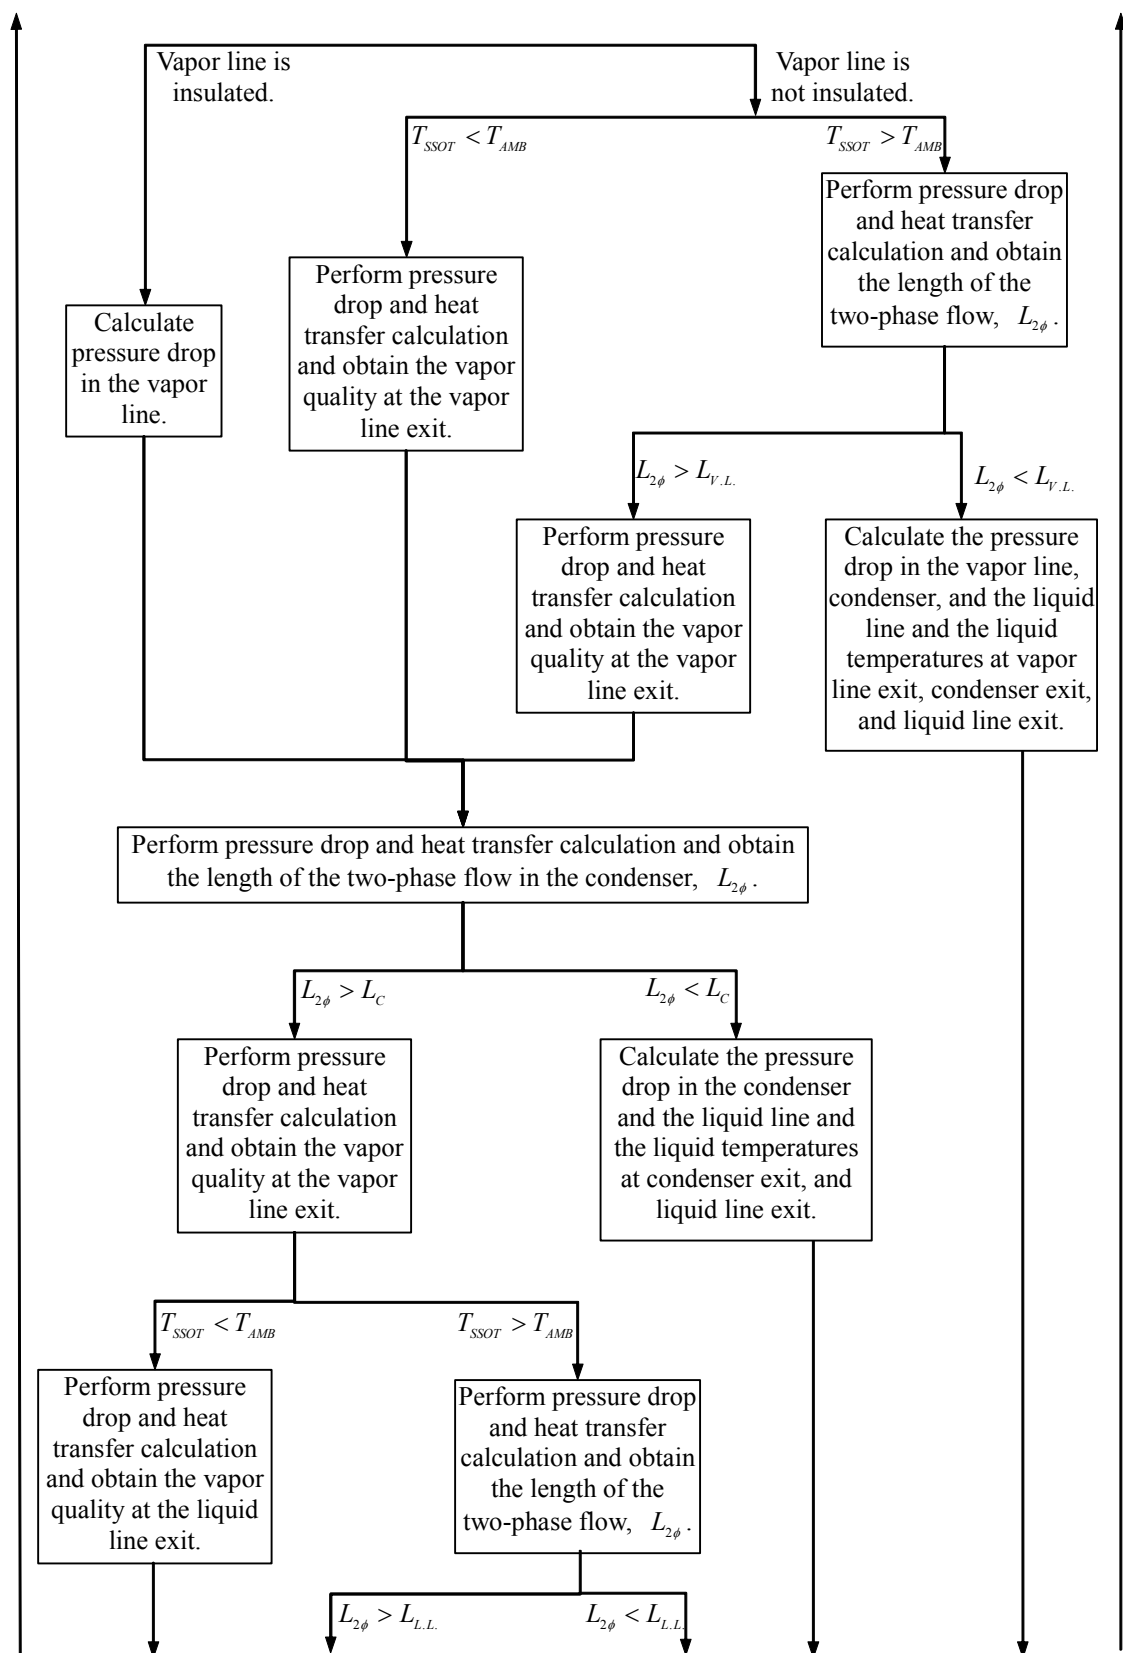 Vapor line is
insulated.
Vapor line is
not insulated.
T_SSOT < T_AMB
T_SSOT > T_AMB
Perform pressure drop
and heat transfer
calculation and obtain
the length of the
two-phase flow, L_2ϕ .
Perform pressure
drop and heat
transfer calculation
and obtain the vapor
quality at the vapor
line exit.
Calculate
pressure drop
in the vapor
line.
L_2ϕ > L_V.L.
L_2ϕ < L_V.L.
Perform pressure
drop and heat
transfer calculation
and obtain the vapor
quality at the vapor
line exit.
Calculate the pressure
drop in the vapor line,
condenser, and the liquid
line and the liquid
temperatures at vapor
line exit, condenser exit,
and liquid line exit.
Perform pressure drop and heat transfer calculation and obtain
the length of the two-phase flow in the condenser, L_2ϕ .
L_2ϕ > L_C
L_2ϕ < L_C
Perform pressure
drop and heat
transfer calculation
and obtain the vapor
quality at the vapor
line exit.
Calculate the pressure
drop in the condenser
and the liquid line and
the liquid temperatures
at condenser exit, and
liquid line exit.
T_SSOT < T_AMB
T_SSOT > T_AMB
Perform pressure
drop and heat
transfer calculation
and obtain the vapor
quality at the liquid
line exit.
Perform pressure drop
and heat transfer
calculation and obtain
the length of the
two-phase flow, L_2ϕ .
L_2ϕ > L_L.L.
L_2ϕ < L_L.L.